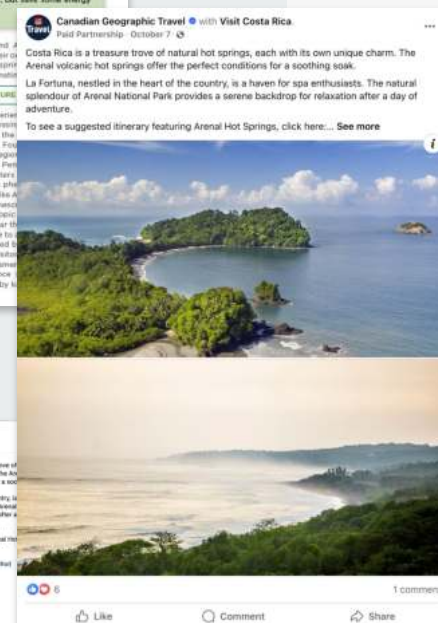 Travel
Canadian Geographic Travel with Visit Costa Rica.
Paid Partnership · October 7 ·
Costa Rica is a treasure trove of natural hot springs, each with its own unique charm. The
Arenal volcanic hot springs offer the perfect conditions for a soothing soak.
La Fortuna, nestled in the heart of the country, is a haven for spa enthusiasts. The natural
splendour of Arenal National Park provides a serene backdrop for relaxation after a day of
adventure.
To see a suggested itinerary featuring Arenal Hot Springs, click here:... See more
6
1 comment
Like
Comment
Share